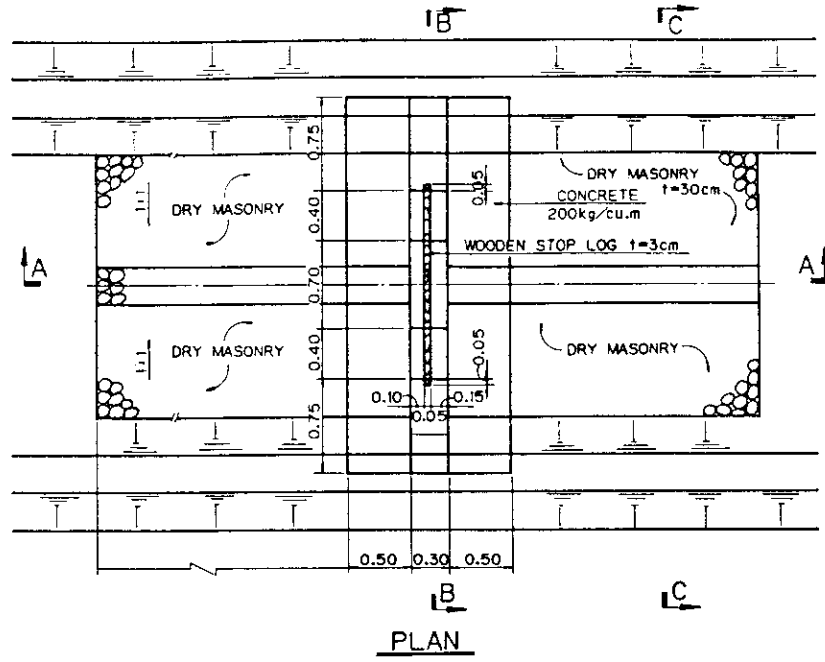 B
C
0.75
0.05
DRY MASONRY
t=30cm
CONCRETE
200kg/cu.m
1:1
DRY MASONRY
0.40
WOODEN STOP LOG t=3cm
A
A
0.70
0.40
1:1
DRY MASONRY
0.05
DRY MASONRY
0.10
0.15
0.05
0.75
0.50
0.30
0.50
B
C
PLAN